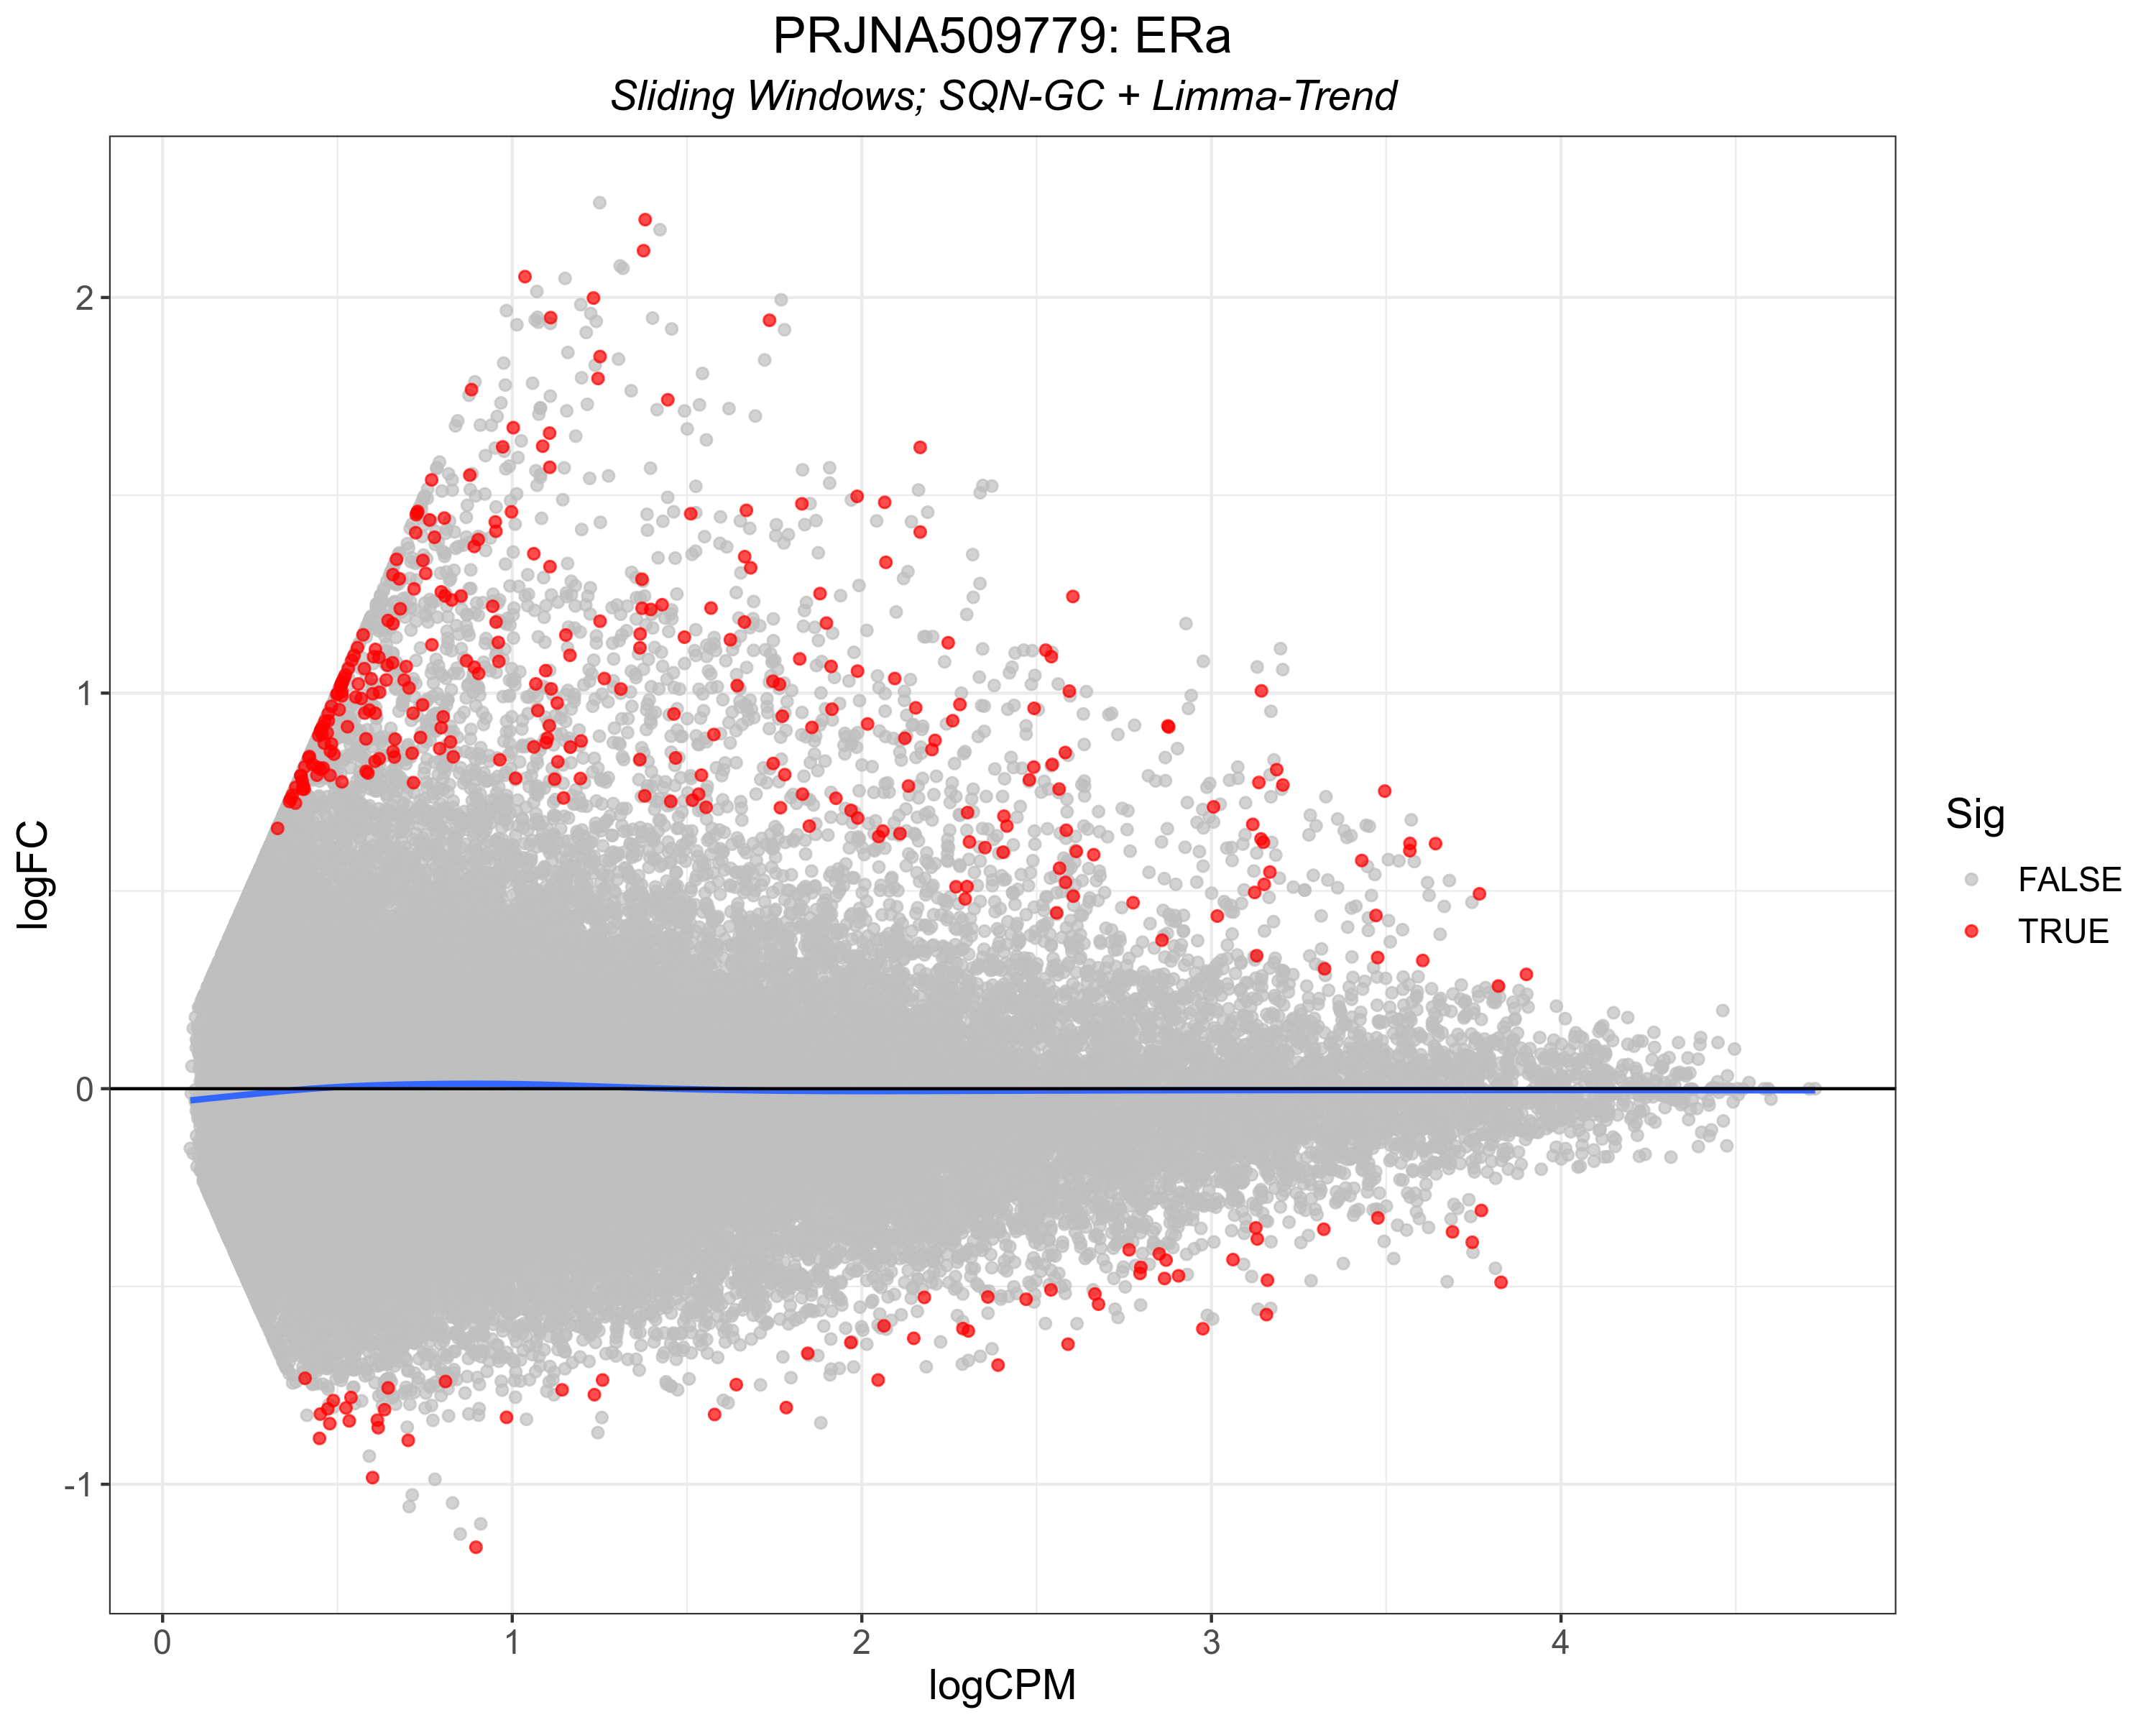 PRJNA509779: ERa
Sliding Windows; SQN-GC + Limma-Trend
logFC
2
1
0
-1
0
1
2
3
4
logCPM
Sig
FALSE
TRUE